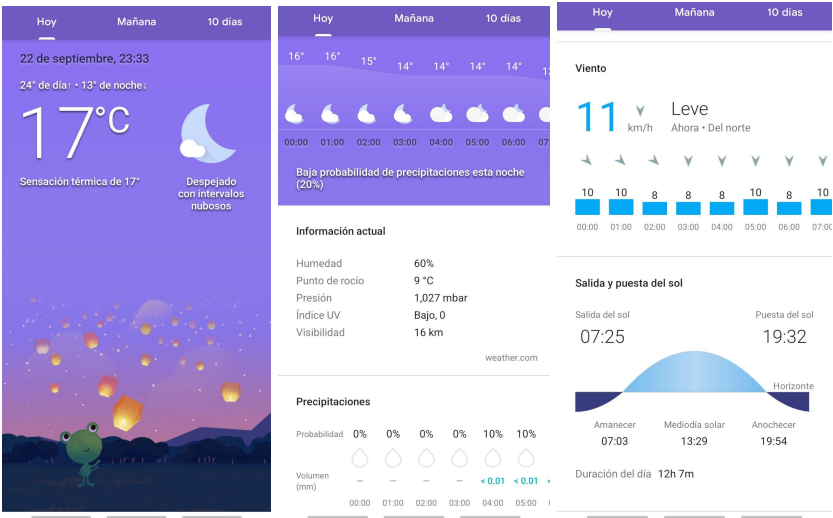 Hoy Mañana 10 días
22 de septiembre, 23:33
24° de día↑ • 13° de noche↓
17°C
Sensación térmica de 17°
Despejado
con intervalos
nubosos
Hoy Mañana 10 días
16° 16° 15° 14° 14° 14° 14°
00:00 01:00 02:00 03:00 04:00 05:00 06:00
Baja probabilidad de precipitaciones esta noche
(20%)
Información actual
Humedad 60%
Punto de rocío 9 °C
Presión 1,027 mbar
Índice UV Bajo, 0
Visibilidad 16 km
weather.com
Precipitaciones
Probabilidad 0% 0% 0% 0% 10% 10%
Volumen
(mm) – – – – < 0.01 < 0.01
00:00 01:00 02:00 03:00 04:00 05:00
Hoy Mañana 10 días
Viento
11 km/h
Leve
Ahora • Del norte
10 10 8 8 8 10 8 10
00:00 01:00 02:00 03:00 04:00 05:00 06:00 07:00
Salida y puesta del sol
Salida del sol Puesta del sol
07:25 19:32
Horizonte
Amanecer Mediodía solar Anochecer
07:03 13:29 19:54
Duración del día 12h 7m